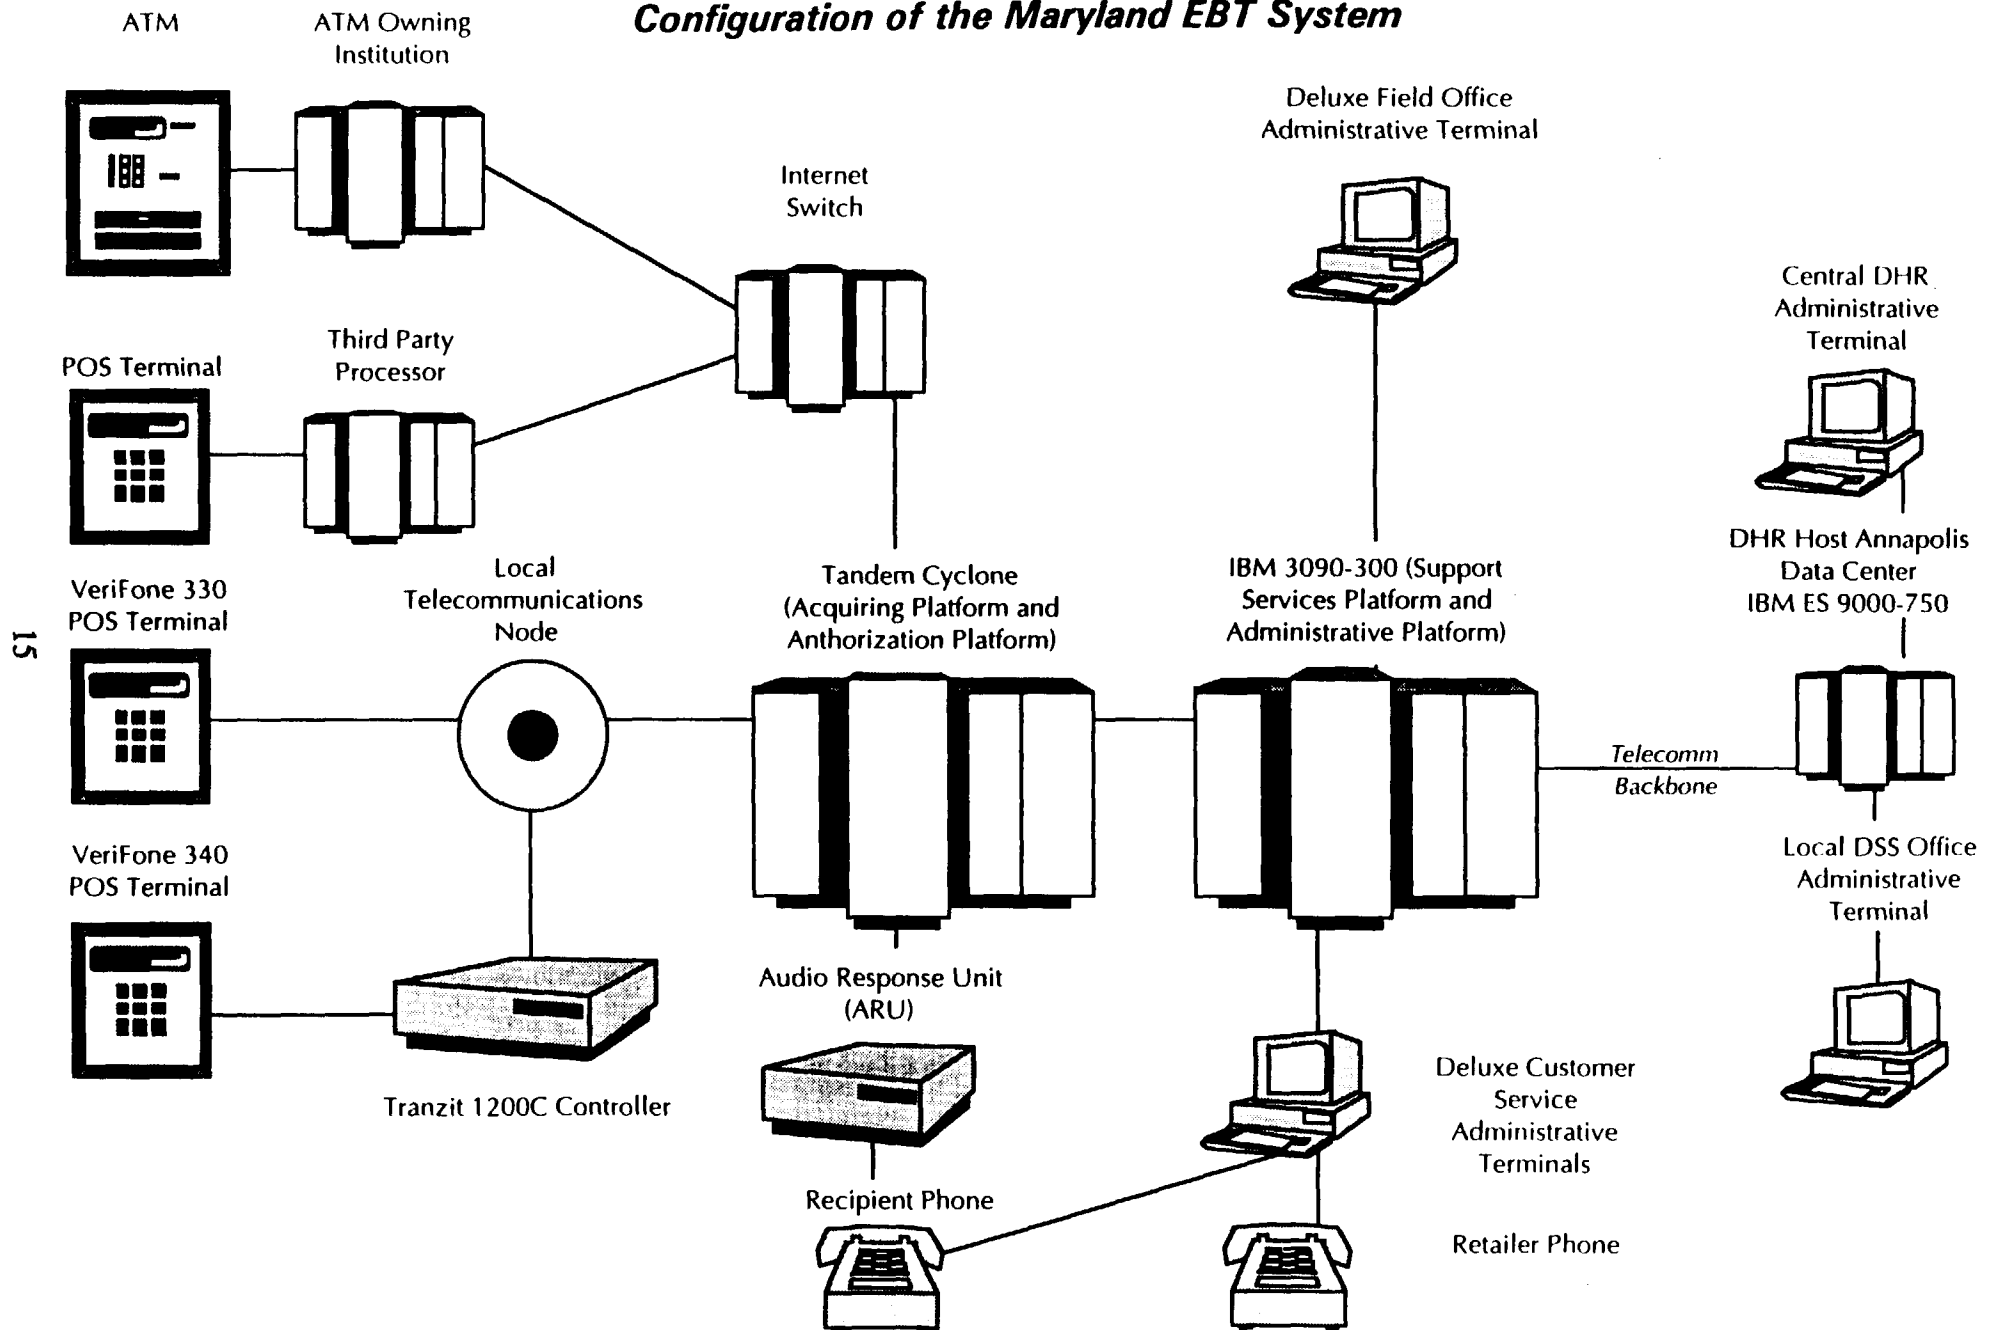 Configuration of the Maryland EBT System
ATM
ATM Owning
Institution
Deluxe Field Office
Administrative Terminal
Internet
Switch
Central DHR
Administrative
Terminal
Third Party
Processor
POS Terminal
DHR Host Annapolis
Data Center
IBM ES 9000-750
Local
Telecommunications
Node
Tandem Cyclone
(Acquiring Platform and
Anthorization Platform)
IBM 3090-300 (Support
Services Platform and
Administrative Platform)
VeriFone 330
POS Terminal
15
Telecomm
Backbone
VeriFone 340
POS Terminal
Local DSS Office
Administrative
Terminal
Audio Response Unit
(ARU)
Tranzit 1200C Controller
Deluxe Customer
Service
Administrative
Terminals
Recipient Phone
Retailer Phone